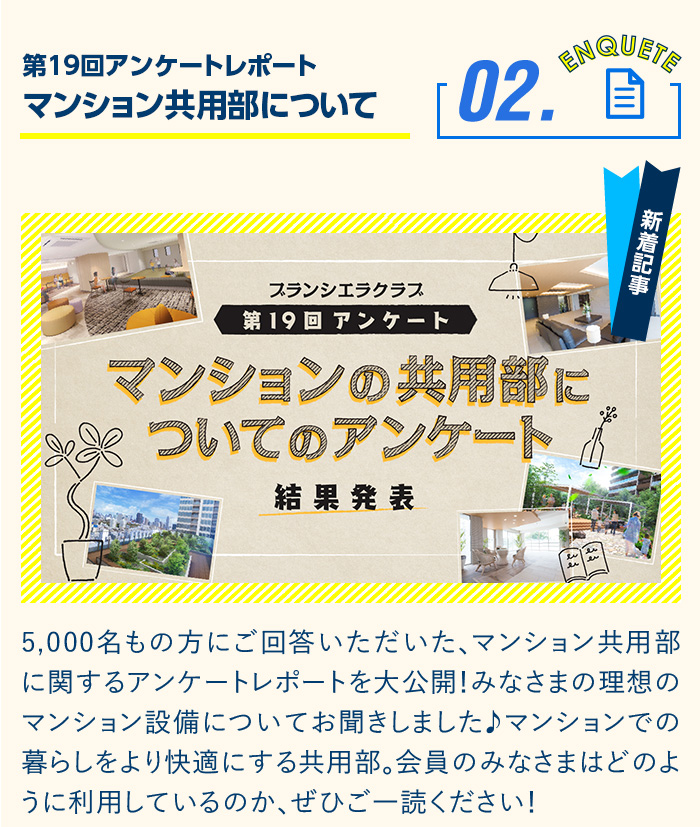 第19回アンケートレポート
マンション共用部について
02.
ENQUETE
新着記事
ブランシエラクラブ
第19回アンケート
マンションの共用部に
ついてのアンケート
結果発表
5,000名もの方にご回答いただいた、マンション共用部
に関するアンケートレポートを大公開！みなさまの理想の
マンション設備についてお聞きしました♪マンションでの
暮らしをより快適にする共用部。会員のみなさまはどのよ
うに利用しているのか、ぜひご一読ください！